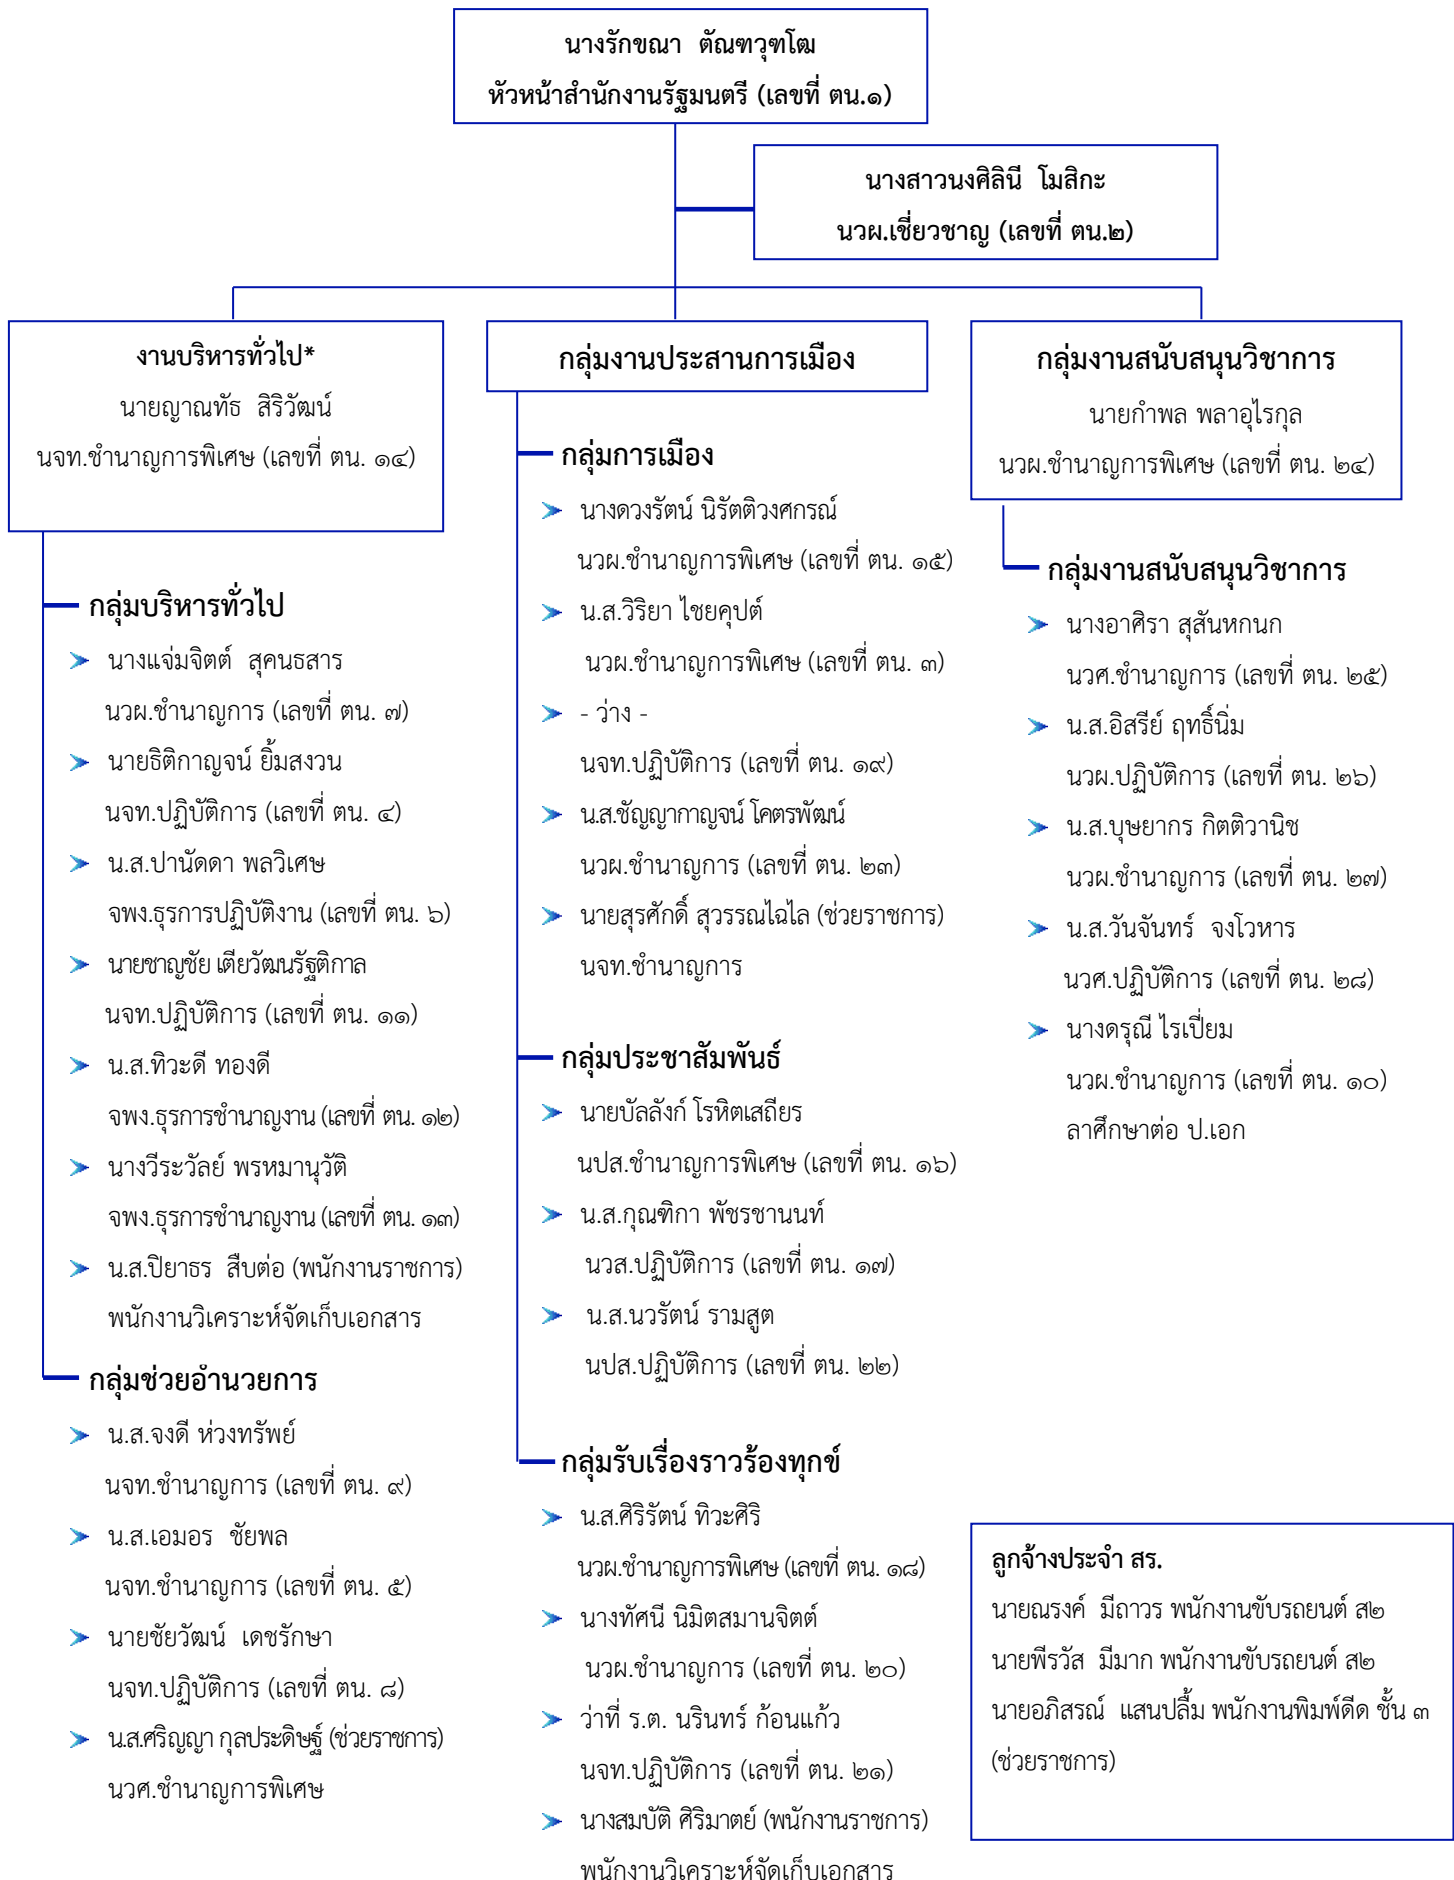 นางรักขณา ตัณฑวุฑโฒ
หัวหน้าสำนักงานรัฐมนตรี (เลขที่ ตน.๑)
นางสาวนงศิลินี โมสิกะ
นวผ.เชี่ยวชาญ (เลขที่ ตน.๒)
งานบริหารทั่วไป*
นายญาณทัธ สิริวัฒน์
นจท.ชำนาญการพิเศษ (เลขที่ ตน. ๑๔)
กลุ่มบริหารทั่วไป
นางแจ่มจิตต์ สุคนธสาร
นวผ.ชำนาญการ (เลขที่ ตน. ๗)
นายธิติกาญจน์ ยิ้มสงวน
นจท.ปฏิบัติการ (เลขที่ ตน. ๔)
น.ส.ปานัดดา พลวิเศษ
จพง.ธุรการปฏิบัติงาน (เลขที่ ตน. ๖)
นายชาญชัย เตียวัฒนรัฐติกาล
นจท.ปฏิบัติการ (เลขที่ ตน. ๑๑)
น.ส.ทิวะดี ทองดี
จพง.ธุรการชำนาญงาน (เลขที่ ตน. ๑๒)
นางวีระวัลย์ พรหมานุวัติ
จพง.ธุรการชำนาญงาน (เลขที่ ตน. ๑๓)
น.ส.ปิยาธร สืบต่อ (พนักงานราชการ)
พนักงานวิเคราะห์จัดเก็บเอกสาร
กลุ่มช่วยอำนวยการ
น.ส.จงดี ห่วงทรัพย์
นจท.ชำนาญการ (เลขที่ ตน. ๙)
น.ส.เอมอร ชัยพล
นจท.ชำนาญการ (เลขที่ ตน. ๕)
นายชัยวัฒน์ เดชรักษา
นจท.ปฏิบัติการ (เลขที่ ตน. ๘)
น.ส.ศริญญา กุลประดิษฐ์ (ช่วยราชการ)
นวศ.ชำนาญการพิเศษ
กลุ่มงานประสานการเมือง
กลุ่มการเมือง
นางดวงรัตน์ นิรัตติวงศกรณ์
นวผ.ชำนาญการพิเศษ (เลขที่ ตน. ๑๕)
น.ส.วิริยา ไชยคุปต์
นวผ.ชำนาญการพิเศษ (เลขที่ ตน. ๓)
- ว่าง -
นจท.ปฏิบัติการ (เลขที่ ตน. ๑๙)
น.ส.ชัญญากาญจน์ โคตรพัฒน์
นวผ.ชำนาญการ (เลขที่ ตน. ๒๓)
นายสุรศักดิ์ สุวรรณไฉไล (ช่วยราชการ)
นจท.ชำนาญการ
กลุ่มประชาสัมพันธ์
นายบัลลังก์ โรหิตเสถียร
นปส.ชำนาญการพิเศษ (เลขที่ ตน. ๑๖)
น.ส.กุณฑิกา พัชรชานนท์
นวส.ปฏิบัติการ (เลขที่ ตน. ๑๗)
น.ส.นวรัตน์ รามสูต
นปส.ปฏิบัติการ (เลขที่ ตน. ๒๒)
กลุ่มรับเรื่องราวร้องทุกข์
น.ส.ศิริรัตน์ ทิวะศิริ
นวผ.ชำนาญการพิเศษ (เลขที่ ตน. ๑๘)
นางทัศนี นิมิตสมานจิตต์
นวผ.ชำนาญการ (เลขที่ ตน. ๒๐)
ว่าที่ ร.ต. นรินทร์ ก้อนแก้ว
นจท.ปฏิบัติการ (เลขที่ ตน. ๒๑)
นางสมบัติ ศิริมาตย์ (พนักงานราชการ)
พนักงานวิเคราะห์จัดเก็บเอกสาร
กลุ่มงานสนับสนุนวิชาการ
นายกำพล พลาอุไรกุล
นวผ.ชำนาญการพิเศษ (เลขที่ ตน. ๒๔)
กลุ่มงานสนับสนุนวิชาการ
นางอาศิรา สุสันหกนก
นวศ.ชำนาญการ (เลขที่ ตน. ๒๕)
น.ส.อิสรีย์ ฤทธิ์นิ่ม
นวผ.ปฏิบัติการ (เลขที่ ตน. ๒๖)
น.ส.บุษยากร กิตติวานิช
นวผ.ชำนาญการ (เลขที่ ตน. ๒๗)
น.ส.วันจันทร์ จงโวหาร
นวศ.ปฏิบัติการ (เลขที่ ตน. ๒๘)
นางดรุณี ไรเปี่ยม
นวผ.ชำนาญการ (เลขที่ ตน. ๑๐)
ลาศึกษาต่อ ป.เอก
ลูกจ้างประจำ สร.
นายณรงค์ มีถาวร พนักงานขับรถยนต์ ส๒
นายพีรวัส มีมาก พนักงานขับรถยนต์ ส๒
นายอภิสรณ์ แสนปลื้ม พนักงานพิมพ์ดีด ชั้น ๓
(ช่วยราชการ)